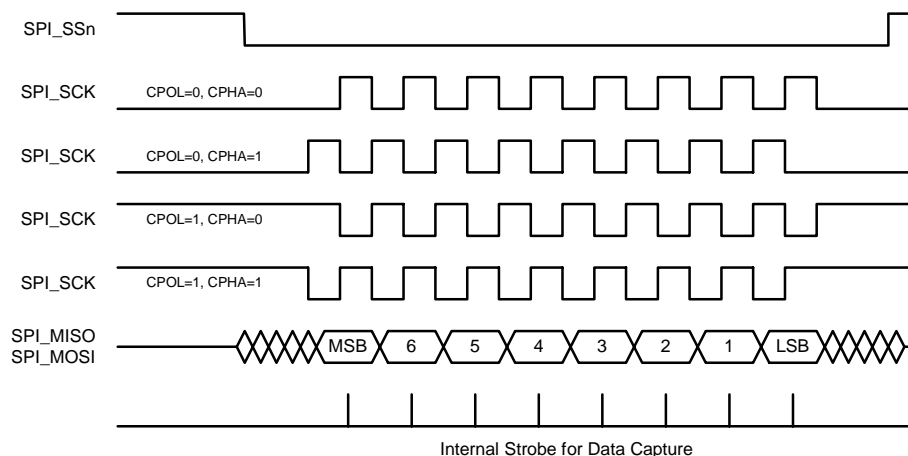 SPI_SSn
SPI_SCK CPOL=0, CPHA=0
SPI_SCK CPOL=0, CPHA=1
SPI_SCK CPOL=1, CPHA=0
SPI_SCK CPOL=1, CPHA=1
SPI_MISO
SPI_MOSI
MSB 6 5 4 3 2 1 LSB
Internal Strobe for Data Capture